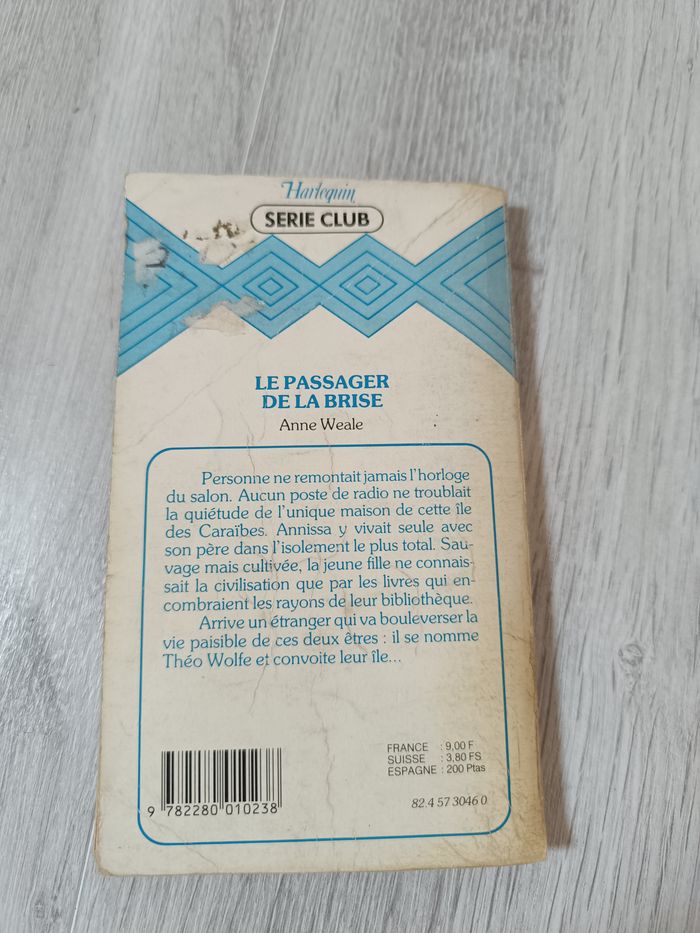 Harlequin
SERIE CLUB
LE PASSAGER
DE LA BRISE
Anne Weale
Personne ne remontait jamais l'horloge
du salon. Aucun poste de radio ne troublait
la quiétude de l'unique maison de cette île
des Caraïbes. Annissa y vivait seule avec
son père dans l'isolement le plus total. Sau-
vage mais cultivée, la jeune fille ne connais-
sait la civilisation que par les livres qui en-
combraient les rayons de leur bibliothèque.
Arrive un étranger qui va bouleverser la
vie paisible de ces deux êtres : il se nomme
Théo Wolfe et convoite leur île...
FRANCE : 9,00 F
SUISSE : 3,80 FS
ESPAGNE : 200 Ptas
9 782280 010238
82.4 57 3046 0